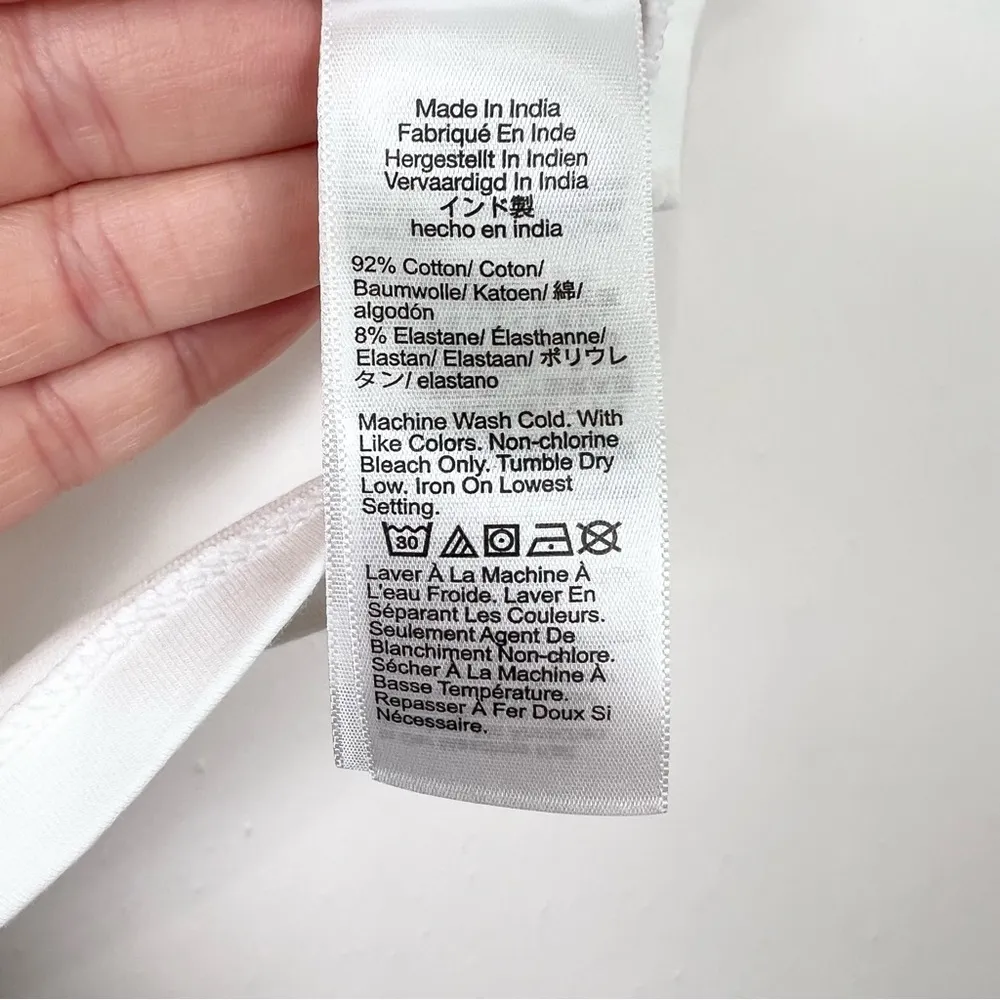 Made In India
Fabriqué En Inde
Hergestellt In Indien
Vervaardigd In India
インド製
hecho en india
92% Cotton/ Coton/
Baumwolle/ Katoen/ 綿/
algodón
8% Elastane/ Élasthanne/
Elastan/ Elastaan/ ポリウレ
タン/ elastano
Machine Wash Cold. With
Like Colors. Non-chlorine
Bleach Only. Tumble Dry
Low. Iron On Lowest
Setting.
30
Laver À La Machine À
L'eau Froide. Laver En
Séparant Les Couleurs.
Seulement Agent De
Blanchiment Non-chlore.
Sécher À La Machine À
Basse Température.
Repasser À Fer Doux Si
Nécessaire.